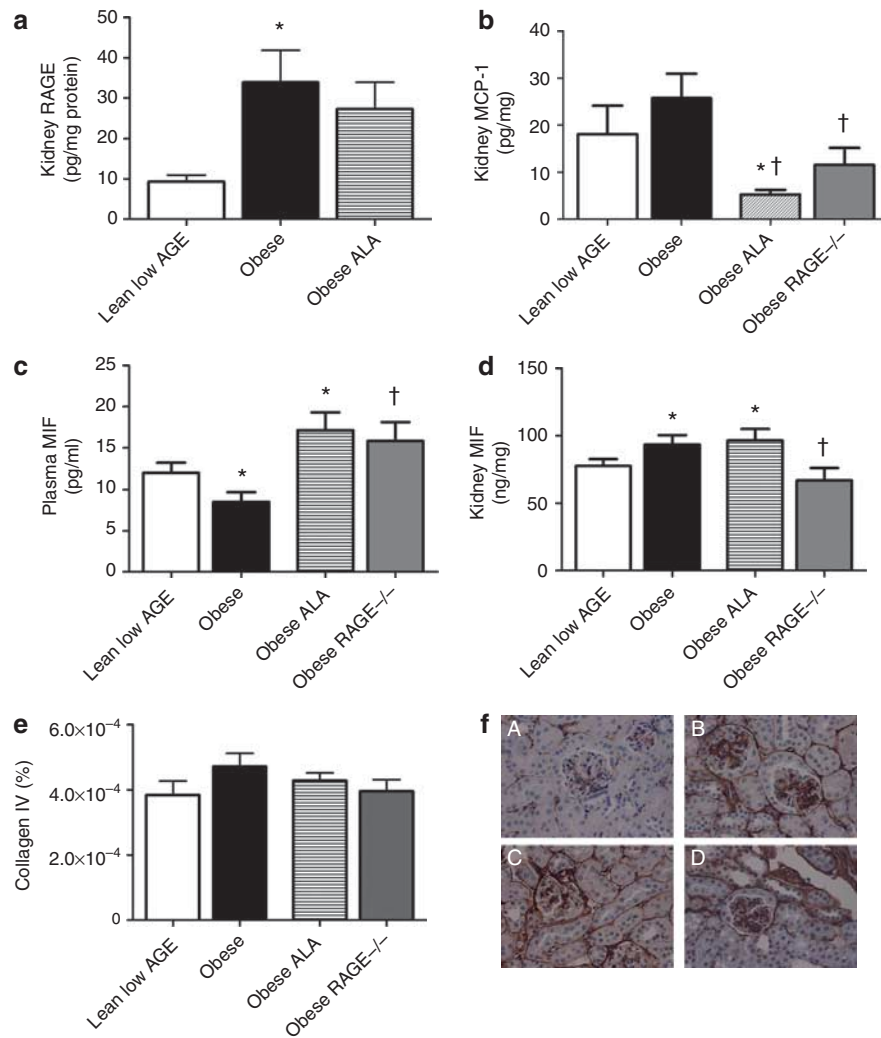 a
Kidney RAGE
(pg/mg protein)
50
40
30
20
10
0
*
Lean low AGE
Obese
Obese ALA
b
Kidney MCP-1
(pg/mg)
40
30
20
10
0
*†
†
Lean low AGE
Obese
Obese ALA
Obese RAGE–/–
c
Plasma MIF
(pg/ml)
25
20
15
10
5
0
*
*
†
Lean low AGE
Obese
Obese ALA
Obese RAGE–/–
d
Kidney MIF
(ng/mg)
150
100
50
0
*
*
†
Lean low AGE
Obese
Obese ALA
Obese RAGE–/–
e
Collagen IV (%)
6.0×10⁻⁴
4.0×10⁻⁴
2.0×10⁻⁴
0
Lean low AGE
Obese
Obese ALA
Obese RAGE–/–
f
A
B
C
D